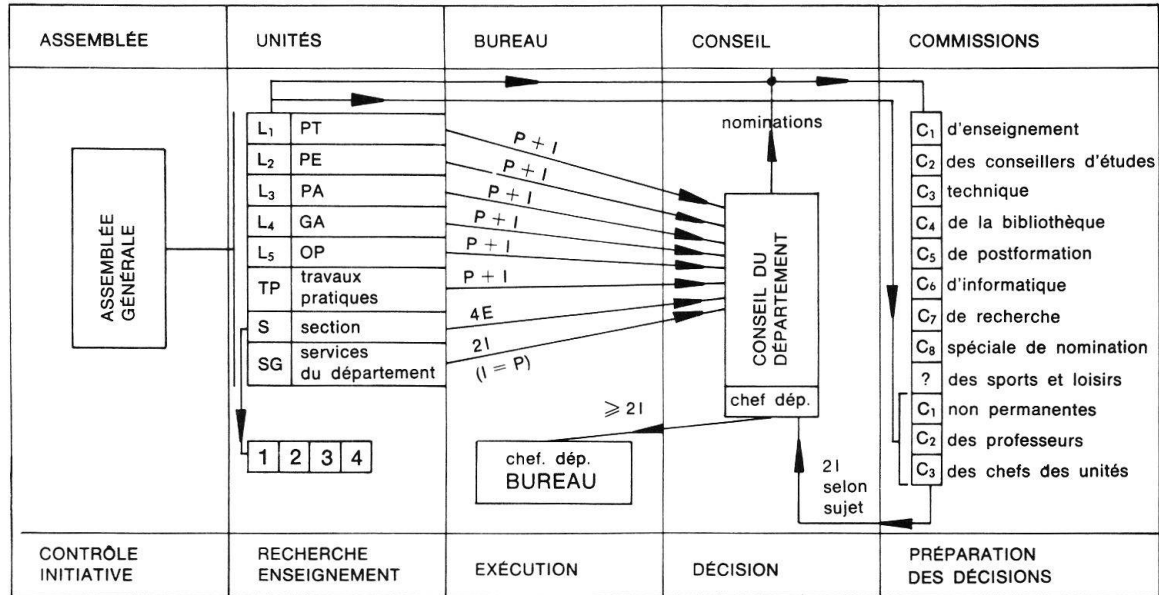 ASSEMBLÉE
UNITÉS
BUREAU
CONSEIL
COMMISSIONS
ASSEMBLÉE
GÉNÉRALE
L₁ PT
L₂ PE
L₃ PA
L₄ GA
L₅ OP
TP travaux
pratiques
S section
SG services
du département
1 2 3 4
P + I
P + I
P + I
P + I
P + I
P + I
4E
2I
(I = P)
⩾ 2I
chef. dép.
BUREAU
nominations
CONSEIL DU
DÉPARTEMENT
chef dép.
2I
selon
sujet
C₁ d'enseignement
C₂ des conseillers d'études
C₃ technique
C₄ de la bibliothèque
C₅ de postformation
C₆ d'informatique
C₇ de recherche
C₈ spéciale de nomination
? des sports et loisirs
C₁ non permanentes
C₂ des professeurs
C₃ des chefs des unités
CONTRÔLE
INITIATIVE
RECHERCHE
ENSEIGNEMENT
EXÉCUTION
DÉCISION
PRÉPARATION
DES DÉCISIONS